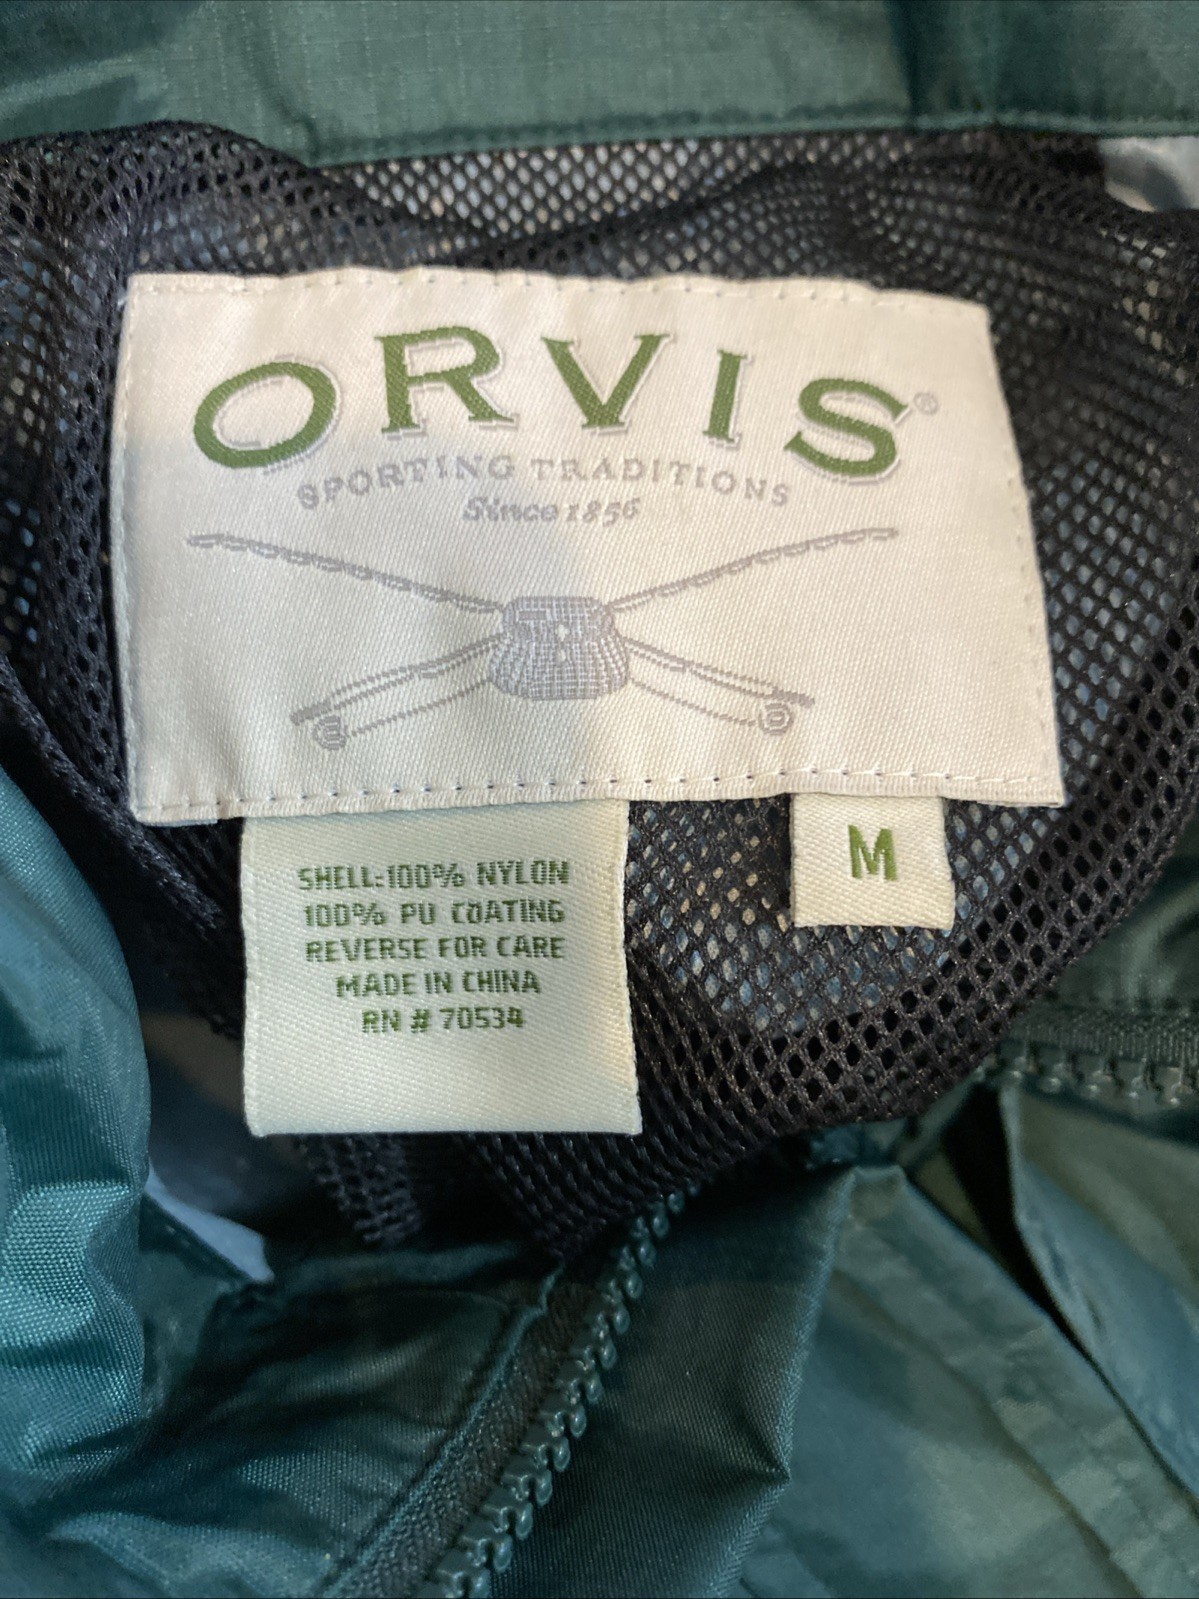 ORVIS®
SPORTING TRADITIONS
Since 1856
SHELL:100% NYLON
100% PU COATING
REVERSE FOR CARE
MADE IN CHINA
RN # 70534
M